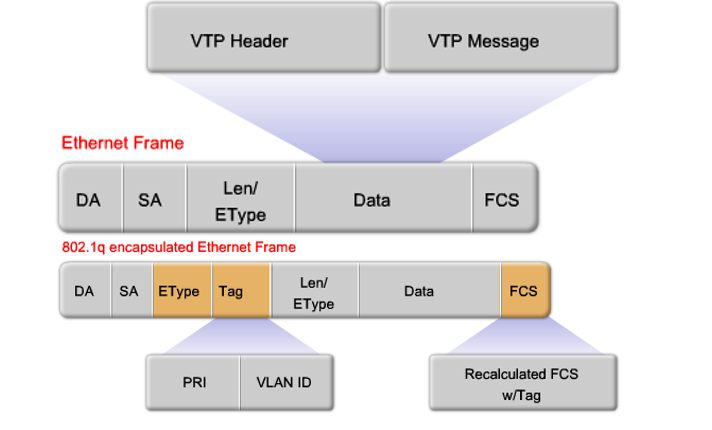 VTP Header VTP Message
Ethernet Frame
DA SA Len/ EType Data FCS
802.1q encapsulated Ethernet Frame
DA SA EType Tag Len/ EType Data FCS
PRI VLAN ID Recalculated FCS w/Tag